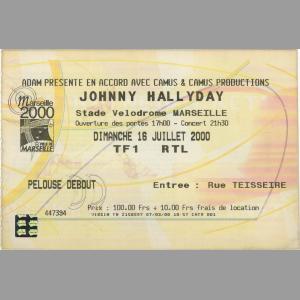 ADAM PRESENTE EN ACCORD AVEC CAMUS & CAMUS PRODUCTIONS
JOHNNY HALLYDAY
Marseille
2000
MARSEILLE
Stade Velodrome MARSEILLE
Ouverture des portes 17h00 - Concert 21h30
DIMANCHE 16 JUILLET 2000
TF1 RTL
PELOUSE DEBOUT
Entree : Rue TEISSEIRE
Prix : 100.00 Frs + 10.00 Frs frais de location
447394